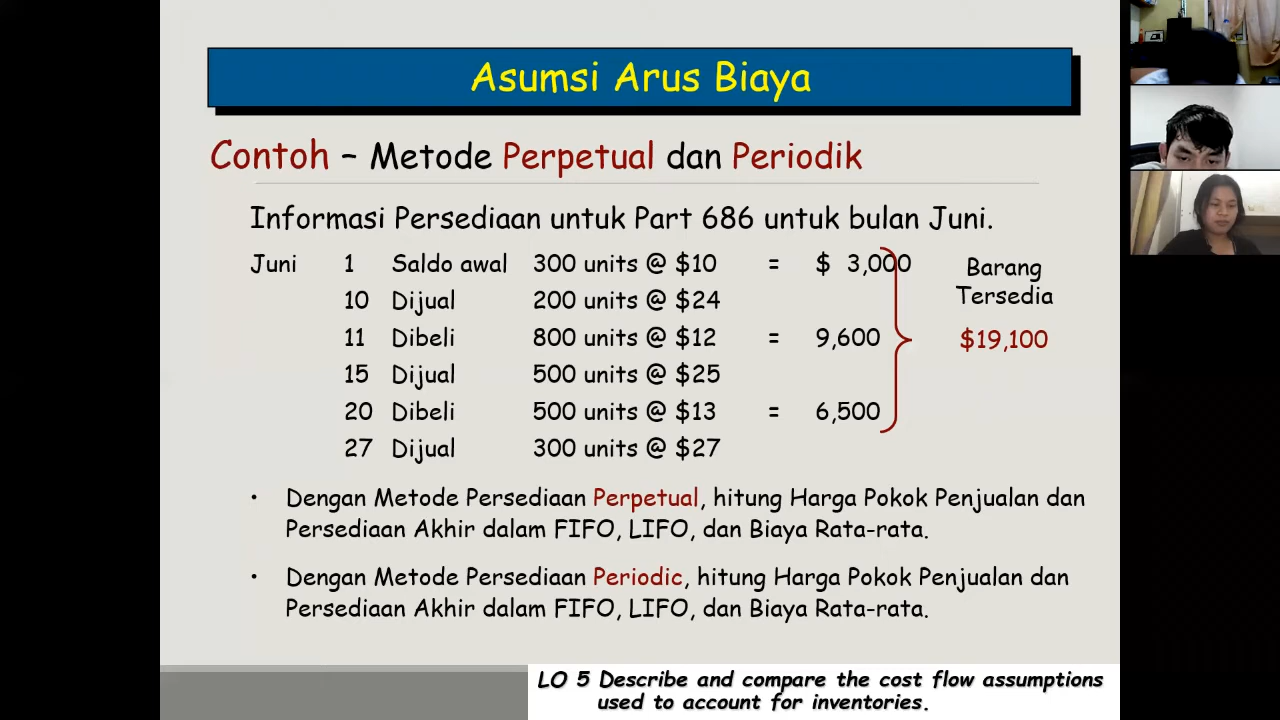 Asumsi Arus Biaya
Contoh – Metode Perpetual dan Periodik
Informasi Persediaan untuk Part 686 untuk bulan Juni.
Juni 1 Saldo awal 300 units @ $10 = $ 3,000
10 Dijual 200 units @ $24
11 Dibeli 800 units @ $12 = 9,600
15 Dijual 500 units @ $25
20 Dibeli 500 units @ $13 = 6,500
27 Dijual 300 units @ $27
Barang
Tersedia
$19,100
• Dengan Metode Persediaan Perpetual, hitung Harga Pokok Penjualan dan
Persediaan Akhir dalam FIFO, LIFO, dan Biaya Rata-rata.
• Dengan Metode Persediaan Periodic, hitung Harga Pokok Penjualan dan
Persediaan Akhir dalam FIFO, LIFO, dan Biaya Rata-rata.
LO 5 Describe and compare the cost flow assumptions
used to account for inventories.